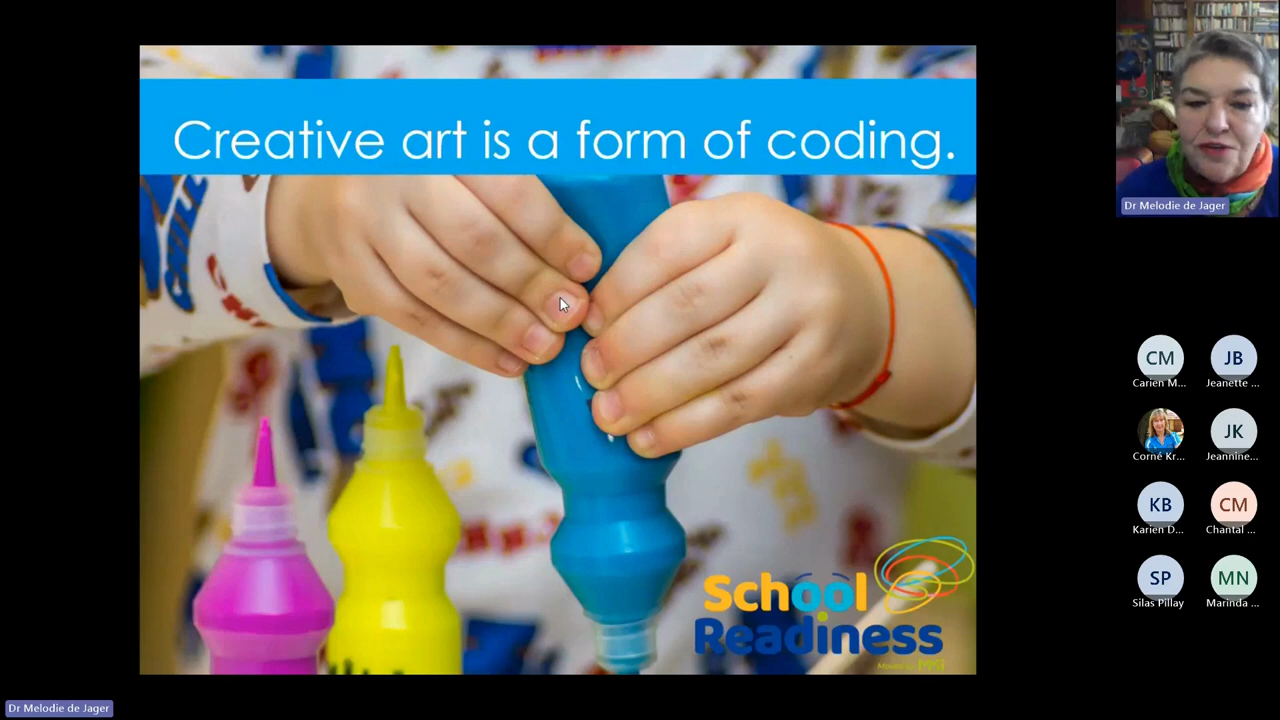 Creative art is a form of coding.
Dr Melodie de Jager
CM
JB
Carien M...
Jeanette ...
JK
Corné Kr...
Jeannine...
KB
CM
Karien D...
Chantal ...
SP
MN
Silas Pillay
Marinda ...
School
Readiness
Dr Melodie de Jager